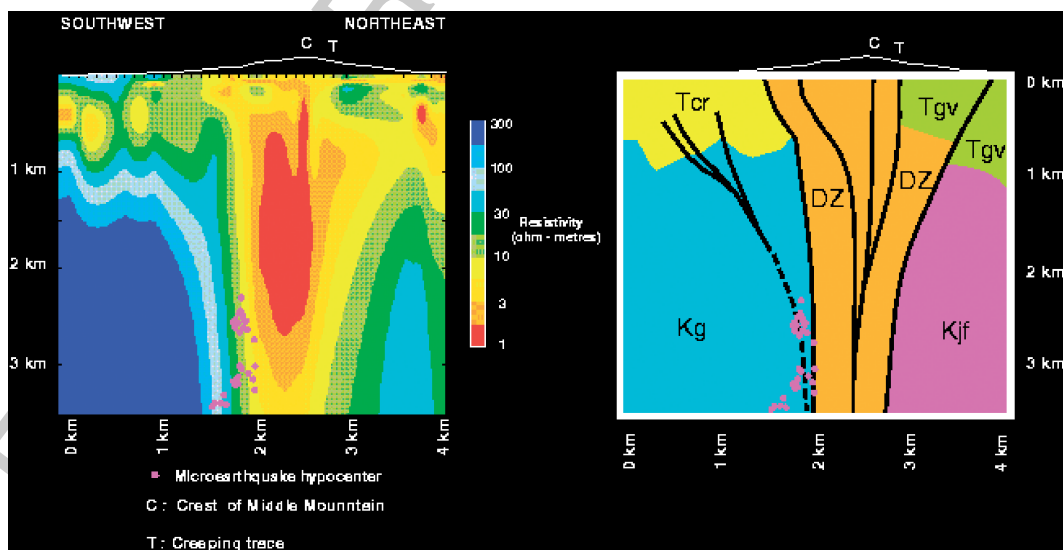 SOUTHWEST NORTHEAST
C T
300
100
30
10
3
1
Resistivity
(ohm - metres)
1 km
2 km
3 km
0 km
1 km
2 km
3 km
4 km
Microearthquake hypocenter
C : Crest of Middle Mounntain
T : Creeping trace
C T
Tcr
Tgv
Tgv
DZ
DZ
Kg
Kjf
0 km
1 km
2 km
3 km
0 km
1 km
2 km
3 km
4 km